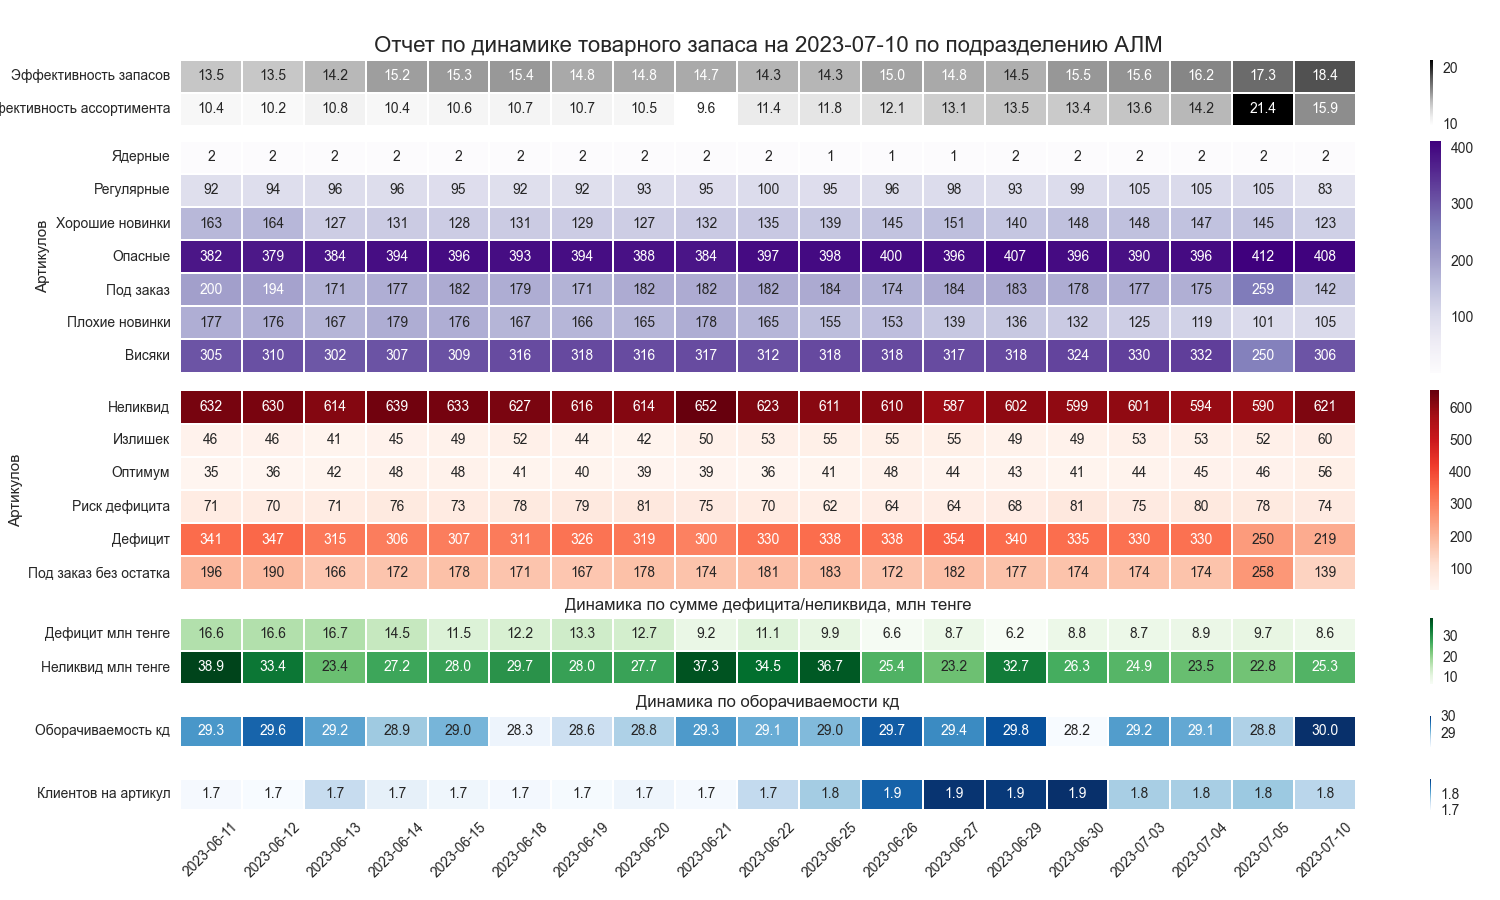 Отчет по динамике товарного запаса на 2023-07-10 по подразделению АЛМ
Эффективность запасов 13.5 13.5 14.2 15.2 15.3 15.4 14.8 14.8 14.7 14.3 14.3 15.0 14.8 14.5 15.5 15.6 16.2 17.3 18.4
фективность ассортимента 10.4 10.2 10.8 10.4 10.6 10.7 10.7 10.5 9.6 11.4 11.8 12.1 13.1 13.5 13.4 13.6 14.2 21.4 15.9
20
10
Артикулов
Ядерные 2 2 2 2 2 2 2 2 2 2 1 1 1 2 2 2 2 2 2
Регулярные 92 94 96 96 95 92 92 93 95 100 95 96 98 93 99 105 105 105 83
Хорошие новинки 163 164 127 131 128 131 129 127 132 135 139 145 151 140 148 148 147 145 123
Опасные 382 379 384 394 396 393 394 388 384 397 398 400 396 407 396 390 396 412 408
Под заказ 200 194 171 177 182 179 171 182 182 182 184 174 184 183 178 177 175 259 142
Плохие новинки 177 176 167 179 176 167 166 165 178 165 155 153 139 136 132 125 119 101 105
Висяки 305 310 302 307 309 316 318 316 317 312 318 318 317 318 324 330 332 250 306
400
300
200
100
Артикулов
Неликвид 632 630 614 639 633 627 616 614 652 623 611 610 587 602 599 601 594 590 621
Излишек 46 46 41 45 49 52 44 42 50 53 55 55 55 49 49 53 53 52 60
Оптимум 35 36 42 48 48 41 40 39 39 36 41 48 44 43 41 44 45 46 56
Риск дефицита 71 70 71 76 73 78 79 81 75 70 62 64 64 68 81 75 80 78 74
Дефицит 341 347 315 306 307 311 326 319 300 330 338 338 354 340 335 330 330 250 219
Под заказ без остатка 196 190 166 172 178 171 167 178 174 181 183 172 182 177 174 174 174 258 139
600
500
400
300
200
100
Динамика по сумме дефицита/неликвида, млн тенге
Дефицит млн тенге 16.6 16.6 16.7 14.5 11.5 12.2 13.3 12.7 9.2 11.1 9.9 6.6 8.7 6.2 8.8 8.7 8.9 9.7 8.6
Неликвид млн тенге 38.9 33.4 23.4 27.2 28.0 29.7 28.0 27.7 37.3 34.5 36.7 25.4 23.2 32.7 26.3 24.9 23.5 22.8 25.3
30
20
10
Динамика по оборачиваемости кд
Оборачиваемость кд 29.3 29.6 29.2 28.9 29.0 28.3 28.6 28.8 29.3 29.1 29.0 29.7 29.4 29.8 28.2 29.2 29.1 28.8 30.0
30
29
Клиентов на артикул 1.7 1.7 1.7 1.7 1.7 1.7 1.7 1.7 1.7 1.7 1.8 1.9 1.9 1.9 1.9 1.8 1.8 1.8 1.8
1.8
1.7
2023-06-11 2023-06-12 2023-06-13 2023-06-14 2023-06-15 2023-06-18 2023-06-19 2023-06-20 2023-06-21 2023-06-22 2023-06-25 2023-06-26 2023-06-27 2023-06-29 2023-06-30 2023-07-03 2023-07-04 2023-07-05 2023-07-10